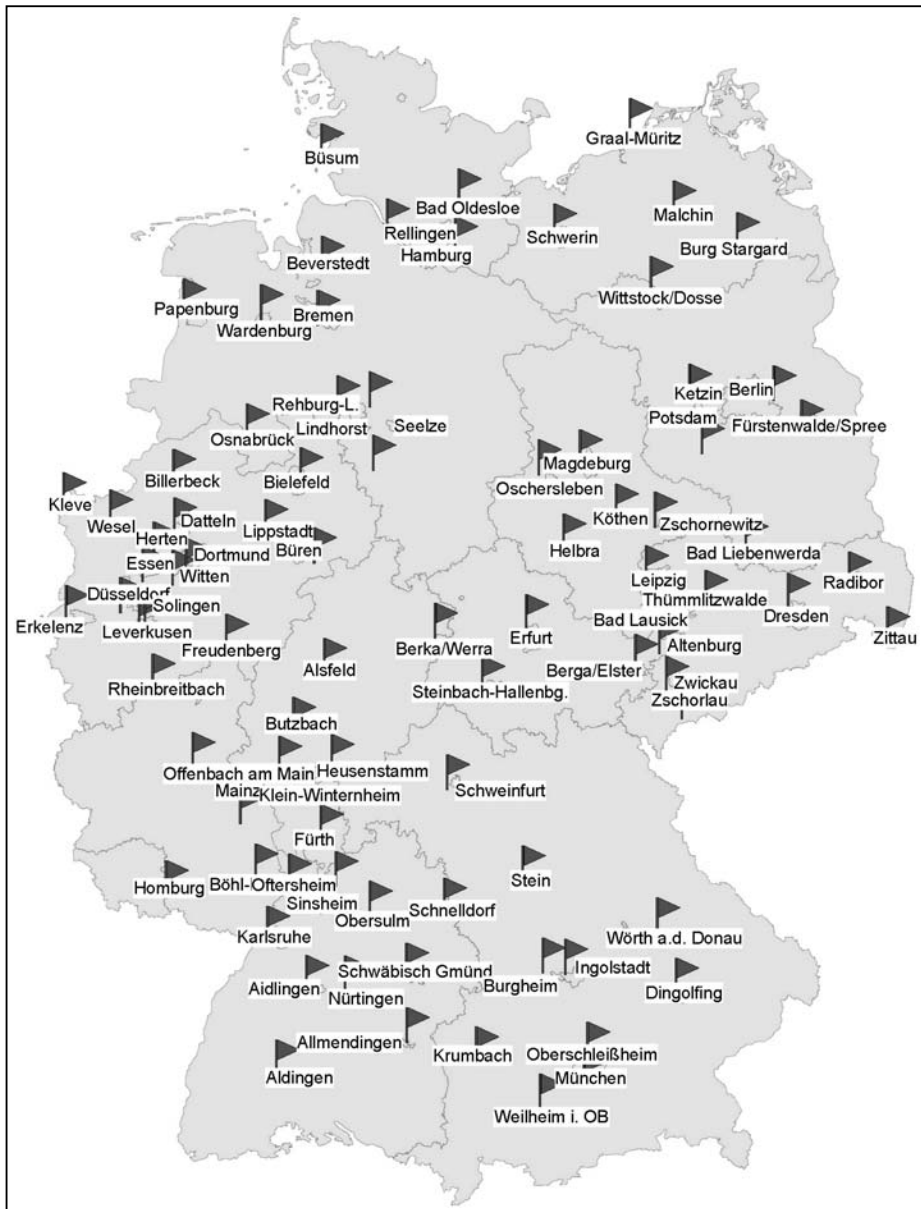 Graal-Müritz
Büsum
Bad Oldesloe
Malchin
Rellingen
Schwerin
Hamburg
Burg Stargard
Beverstedt
Wittstock/Dosse
Papenburg
Bremen
Wardenburg
Rehburg-L.
Ketzin
Berlin
Lindhorst
Seelze
Potsdam
Fürstenwalde/Spree
Osnabrück
Billerbeck
Bielefeld
Magdeburg
Oschersleben
Kleve
Wesel
Datteln
Lippstadt
Köthen
Zschornewitz
Herten
Dortmund
Büren
Helbra
Bad Liebenwerda
Essen
Witten
Leipzig
Radibor
Düsseldorf
Solingen
Thümmlitzwalde
Dresden
Erkelenz
Leverkusen
Bad Lausick
Zittau
Freudenberg
Berka/Werra
Erfurt
Altenburg
Alsfeld
Berga/Elster
Rheinbreitbach
Steinbach-Hallenbg.
Zwickau
Zschorlau
Butzbach
Offenbach am Main
Heusenstamm
Mainz
Klein-Winternheim
Schweinfurt
Fürth
Homburg
Böhl-Oftersheim
Stein
Sinsheim
Obersulm
Schnelldorf
Karlsruhe
Wörth a.d. Donau
Aidlingen
Schwäbisch Gmünd
Burgheim
Ingolstadt
Nürtingen
Dingolfing
Allmendingen
Krumbach
Oberschleißheim
Aldingen
München
Weilheim i. OB